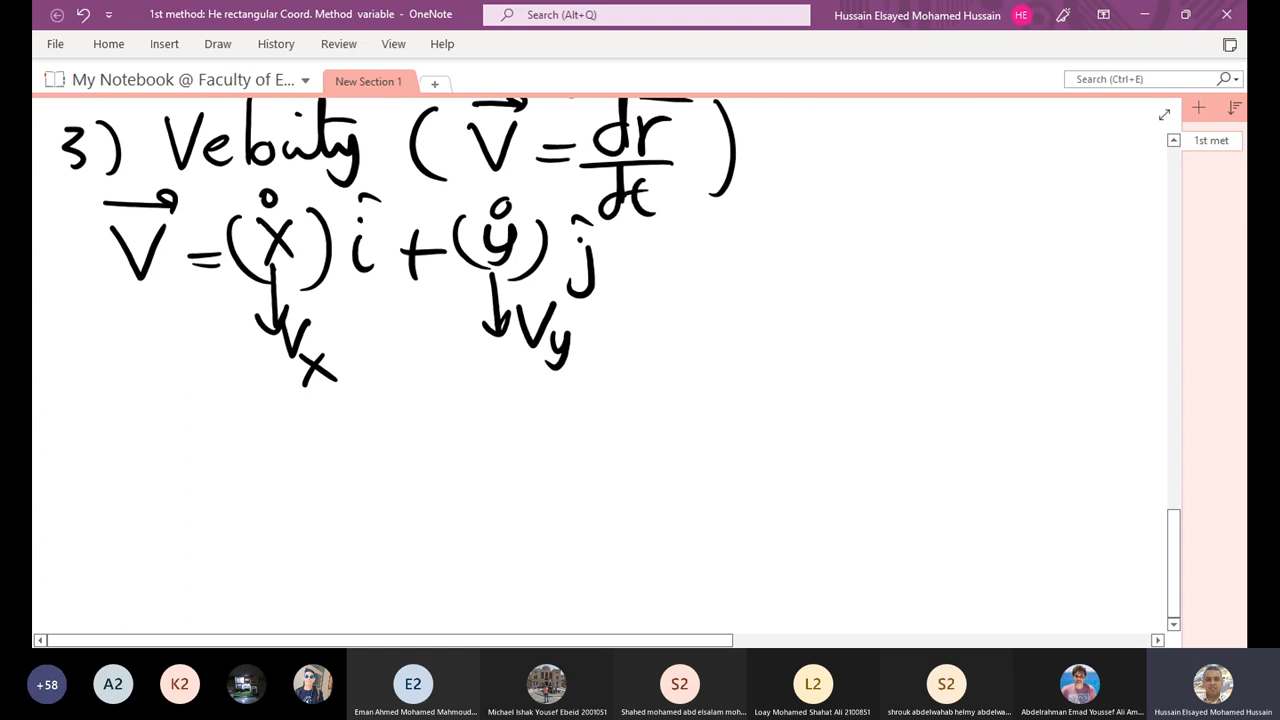 1st method: He rectangular Coord. Method variable - OneNote
Search (Alt+Q)
Hussain Elsayed Mohamed Hussain
HE
File Home Insert Draw History Review View Help
My Notebook @ Faculty of E...
New Section 1
Search (Ctrl+E)
1st met
3) Velocity ( V⃗ = dr̄/dt )
V⃗ = (ẋ) î + (ẏ) ĵ
Vx Vy
+58 A2 K2 E2 S2 L2 S2
Eman Ahmed Mohamed Mahmoud... Michael Ishak Yousef Ebeid 2001051 Shahed mohamed abd elsalam moh... Loay Mohamed Shahat Ali 2100851 shrouk abdelwahab helmy abdelwa... Abdelrahman Emad Youssef Ali Am... Hussain Elsayed Mohamed Hussain